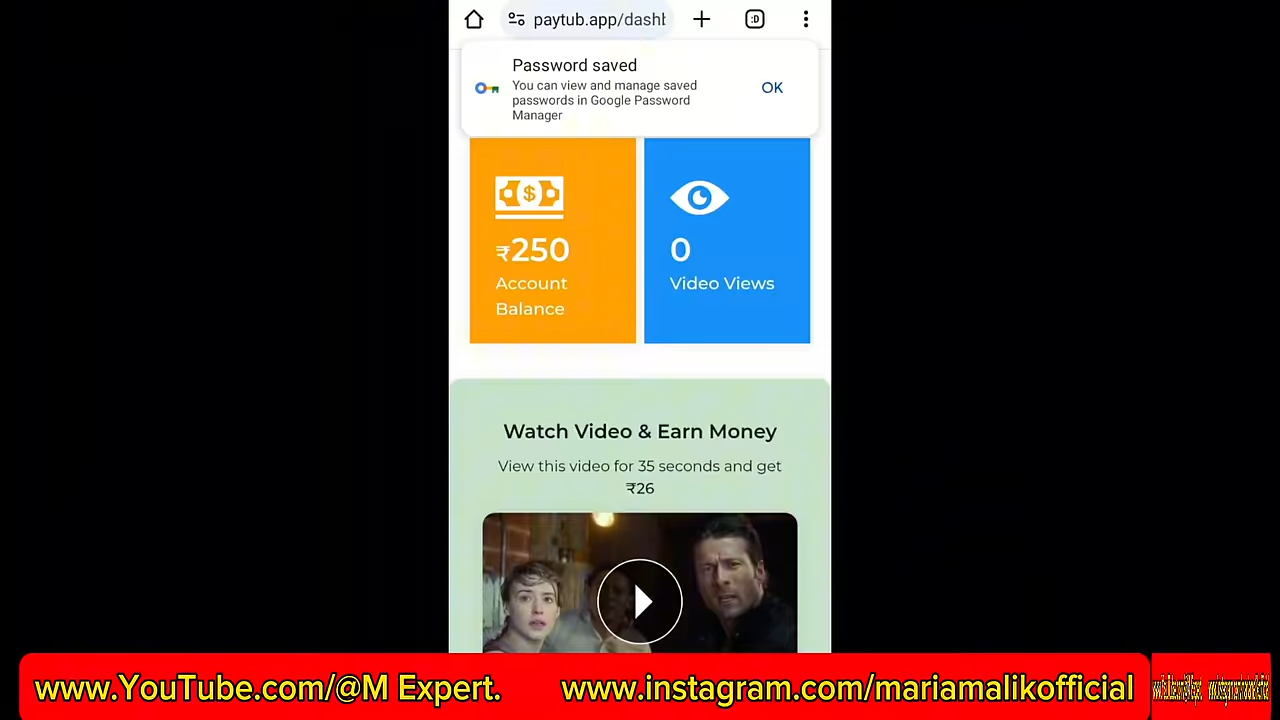 paytub.app/dashb
:D
Password saved
You can view and manage saved
passwords in Google Password
Manager
OK
₹250
Account
Balance
0
Video Views
Watch Video & Earn Money
View this video for 35 seconds and get
₹26
www.YouTube.com/@M Expert.
www.instagram.com/mariamalikofficial